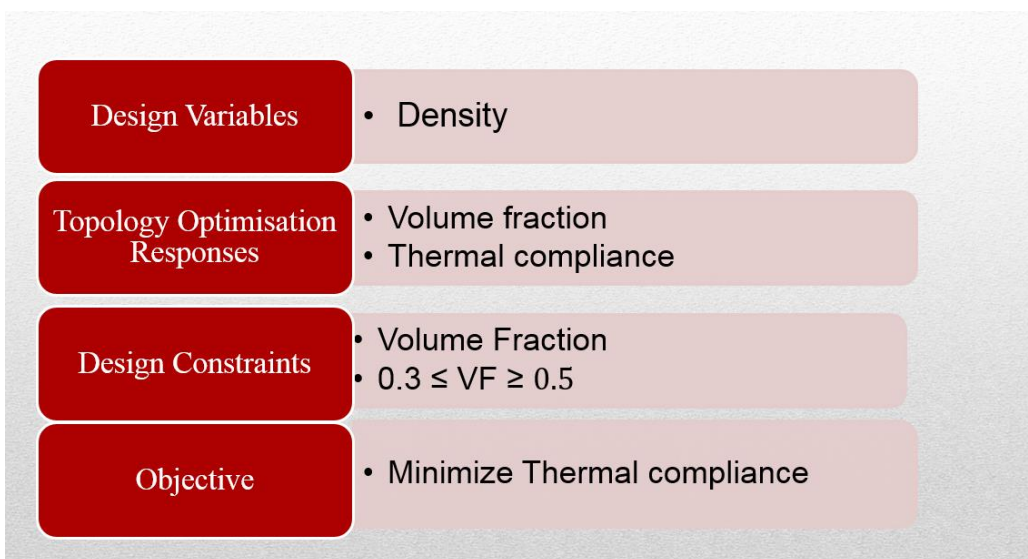 Design Variables
• Density
Topology Optimisation
Responses
• Volume fraction
• Thermal compliance
Design Constraints
• Volume Fraction
• 0.3 ≤ VF ≥ 0.5
Objective
• Minimize Thermal compliance